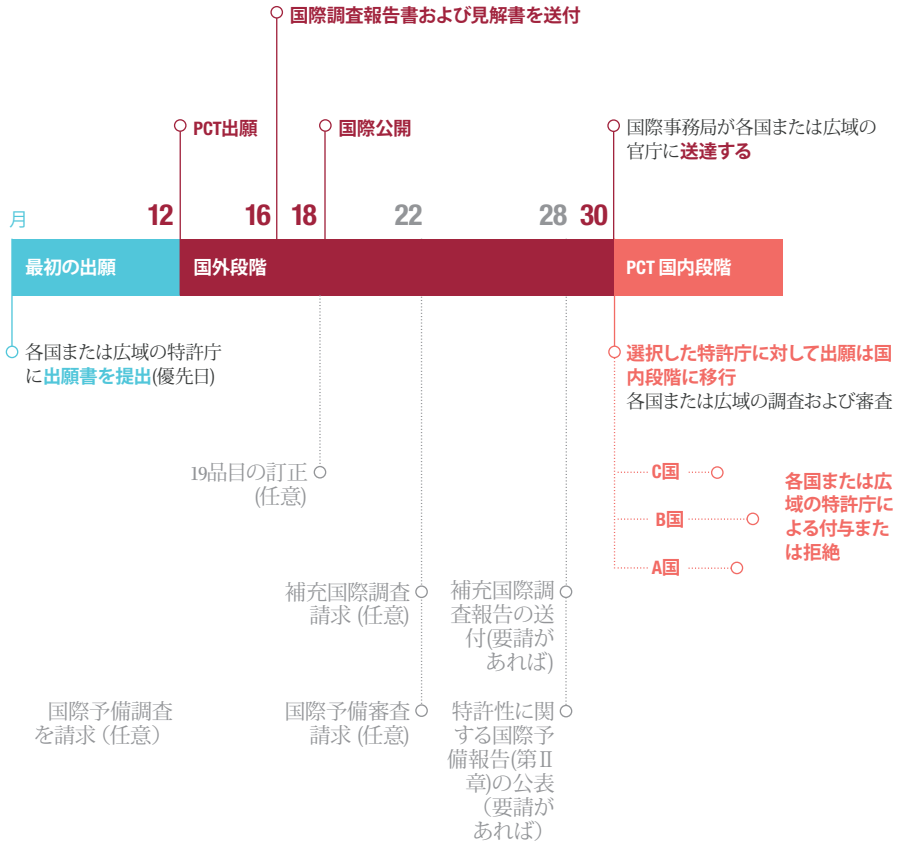 国際調査報告書および見解書を送付
PCT出願
国際公開
国際事務局が各国または広域の
官庁に送達する
月
12
16
18
22
28
30
最初の出願
国外段階
PCT 国内段階
各国または広域の特許庁
に出願書を提出(優先日)
選択した特許庁に対して出願は国
内段階に移行
各国または広域の調査および審査
19品目の訂正
(任意)
C国
B国
A国
各国または広
域の特許庁に
よる付与また
は拒絶
補充国際調査
請求 (任意)
補充国際調
査報告の送
付(要請が
あれば)
国際予備調査
を請求（任意）
国際予備審査
請求 (任意)
特許性に関
する国際予
備報告(第Ⅱ
章)の公表
（要請が
あれば）